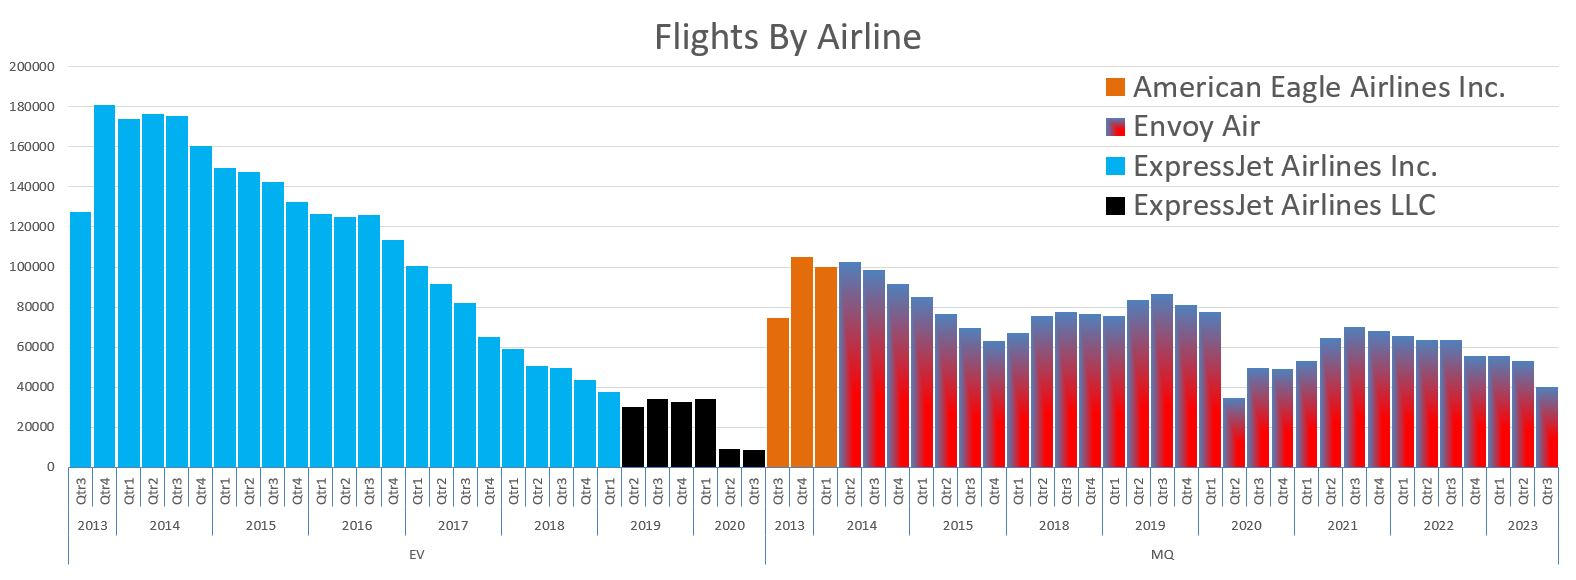 Flights By Airline
200000
180000
160000
140000
120000
100000
80000
60000
40000
20000
0
American Eagle Airlines Inc.
Envoy Air
ExpressJet Airlines Inc.
ExpressJet Airlines LLC
Qtr3 Qtr4 Qtr1 Qtr2 Qtr3 Qtr4 Qtr1 Qtr2 Qtr3 Qtr4 Qtr1 Qtr2 Qtr3 Qtr4 Qtr1 Qtr2 Qtr3 Qtr4 Qtr1 Qtr2 Qtr3 Qtr4 Qtr1 Qtr2 Qtr3 Qtr4 Qtr1 Qtr2 Qtr3 Qtr3 Qtr4 Qtr1 Qtr2 Qtr3 Qtr4 Qtr1 Qtr2 Qtr3 Qtr4 Qtr1 Qtr2 Qtr3 Qtr4 Qtr1 Qtr2 Qtr3 Qtr4 Qtr1 Qtr2 Qtr3 Qtr4 Qtr1 Qtr2 Qtr3 Qtr4 Qtr1 Qtr2 Qtr3 Qtr4 Qtr1 Qtr2 Qtr3
2013 2014 2015 2016 2017 2018 2019 2020 2013 2014 2015 2018 2019 2020 2021 2022 2023
EV MQ